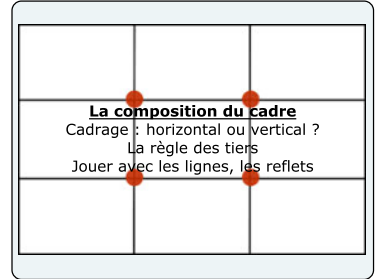 La composition du cadre
Cadrage : horizontal ou vertical ?
La règle des tiers
Jouer avec les lignes, les reflets